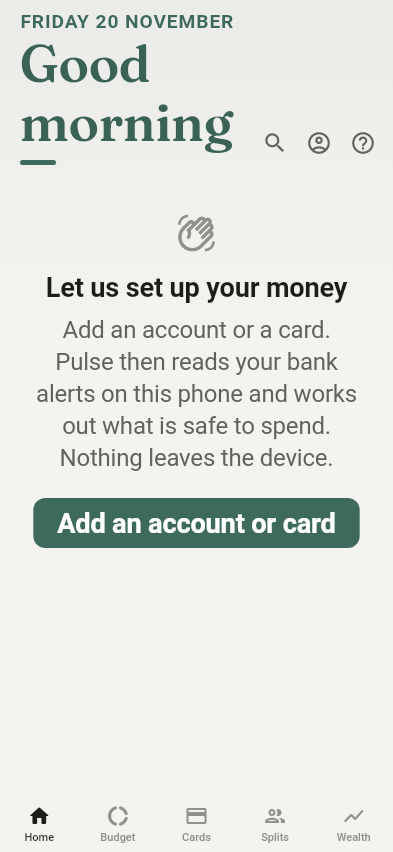 FRIDAY 20 NOVEMBER
Good
morning
Let us set up your money
Add an account or a card.
Pulse then reads your bank
alerts on this phone and works
out what is safe to spend.
Nothing leaves the device.
Add an account or card
Home Budget Cards Splits Wealth